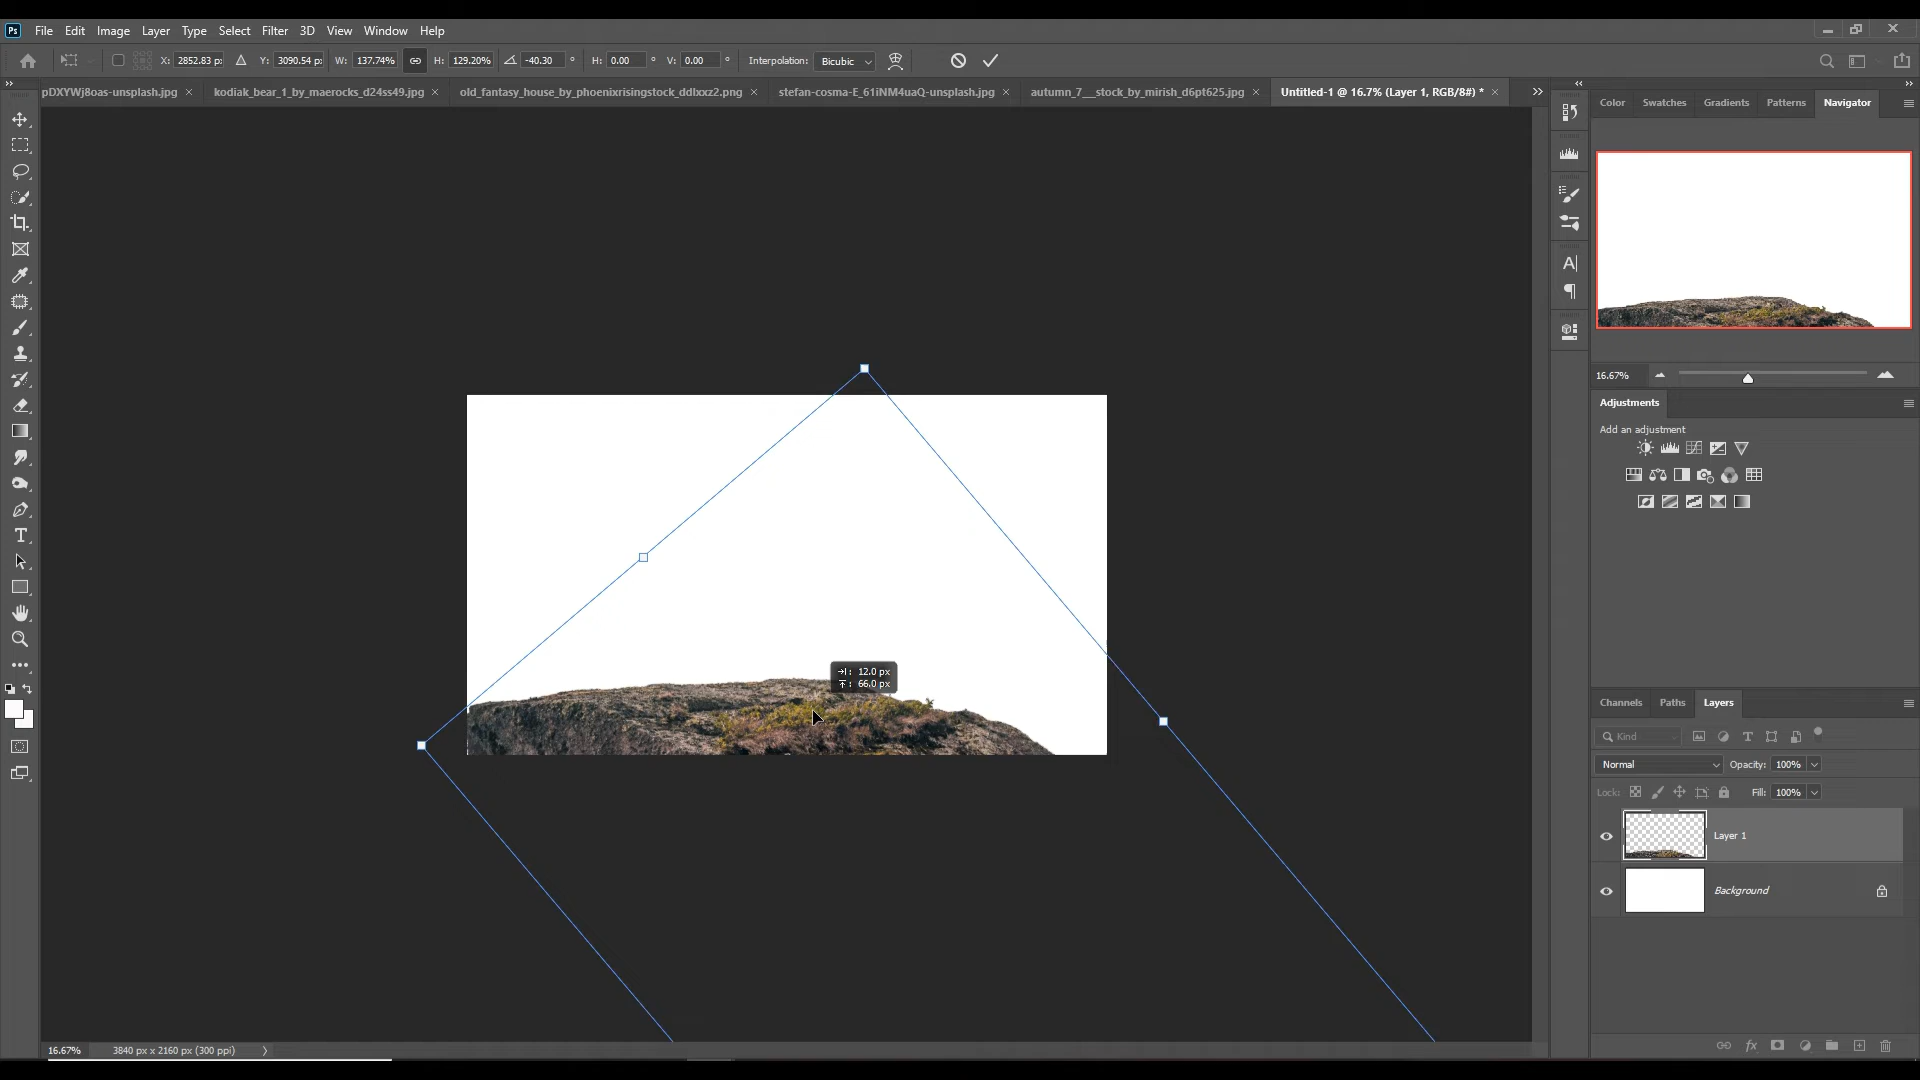 Ps File Edit Image Layer Type Select Filter 3D View Window Help
X: 2852.83 px Y: 3090.54 px W: 137.74% H: 129.20% -40.30 ° H: 0.00 ° V: 0.00 ° Interpolation: Bicubic
pDXYWj8oas-unsplash.jpg × kodiak_bear_1_by_maerocks_d24ss49.jpg × old_fantasy_house_by_phoenixrisingstock_ddlxxz2.png × stefan-cosma-E_61iNM4uaQ-unsplash.jpg × autumn_7__stock_by_mirish_d6pt625.jpg × Untitled-1 @ 16.7% (Layer 1, RGB/8#) * ×
Color Swatches Gradients Patterns Navigator
16.67%
Adjustments
Add an adjustment
12.0 px
66.0 px
Channels Paths Layers
Kind
Normal Opacity: 100%
Lock: Fill: 100%
Layer 1
Background
16.67% 3840 px x 2160 px (300 ppi)